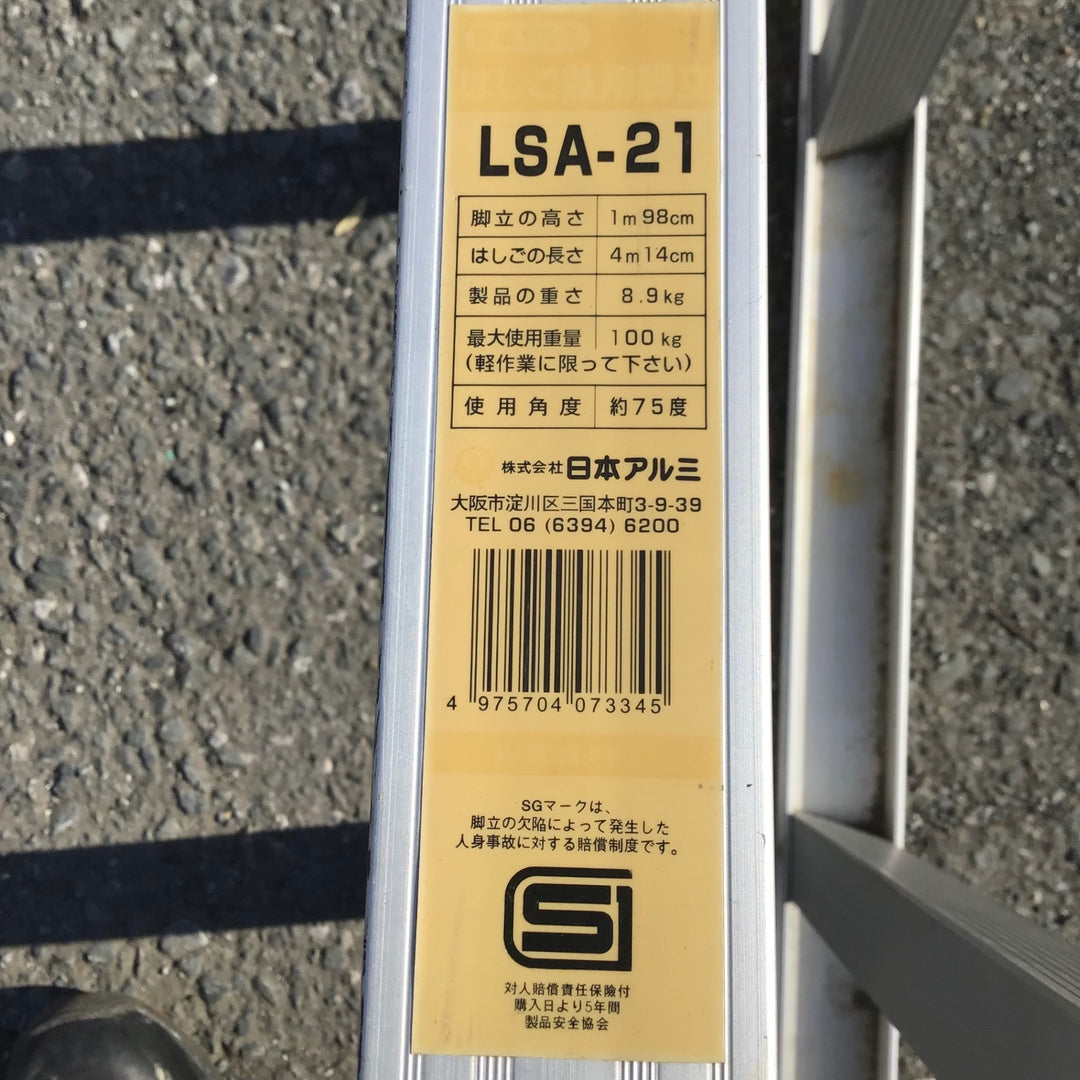 LSA-21
脚立の高さ 1m98cm
はしごの長さ 4m14cm
製品の重さ 8.9kg
最大使用重量 100kg
(軽作業に限って下さい)
使用角度 約75度
株式会社 日本アルミ
大阪市淀川区三国本町3-9-39
TEL 06 (6394) 6200
4 975704 073345
SGマークは、
脚立の欠陥によって発生した
人身事故に対する賠償制度です。
SG
対人賠償責任保険付
購入日より5年間
製品安全協会